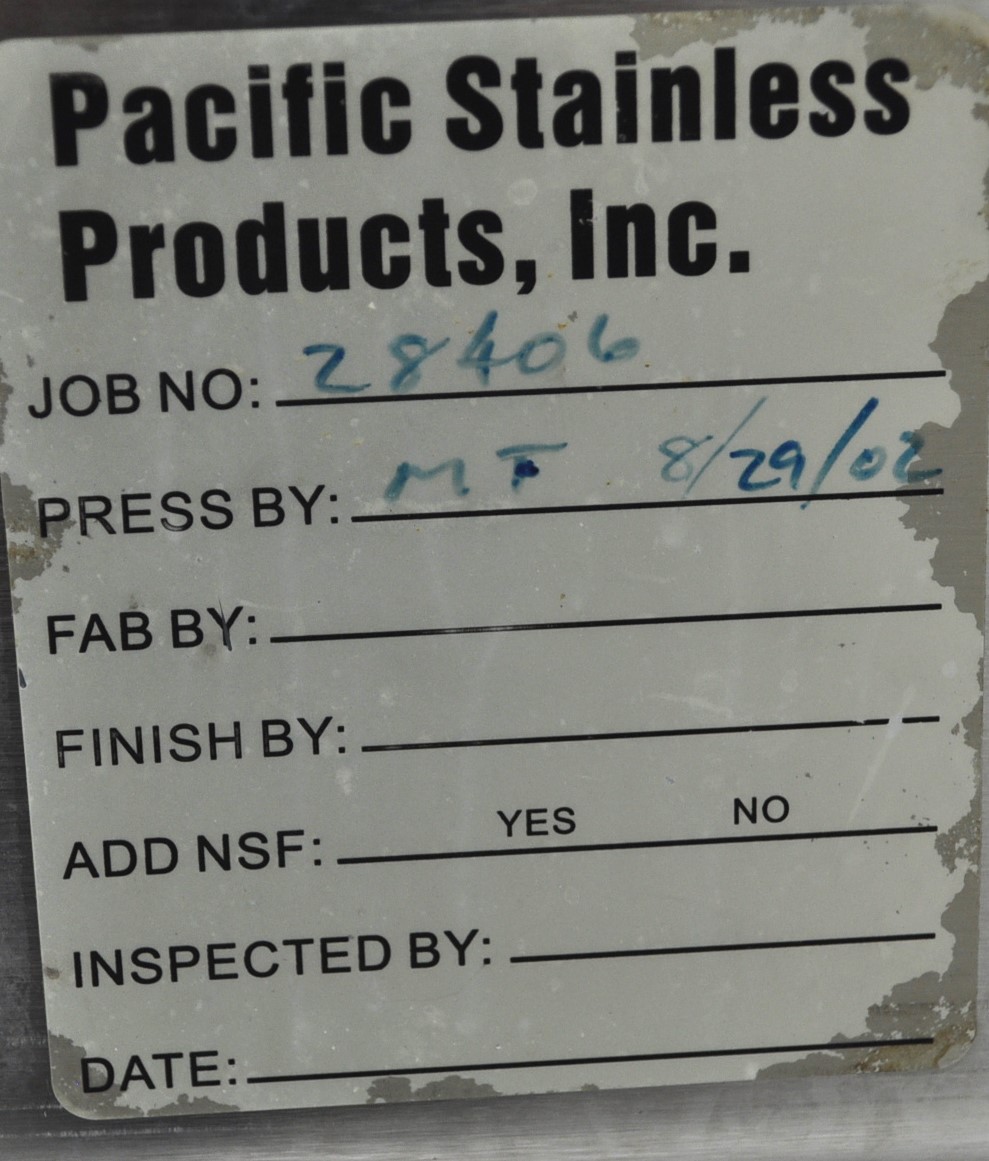 Pacific Stainless
Products, Inc.
JOB NO: 28406
PRESS BY: MF 8/29/02
FAB BY:
FINISH BY:
YES NO
ADD NSF:
INSPECTED BY:
DATE: